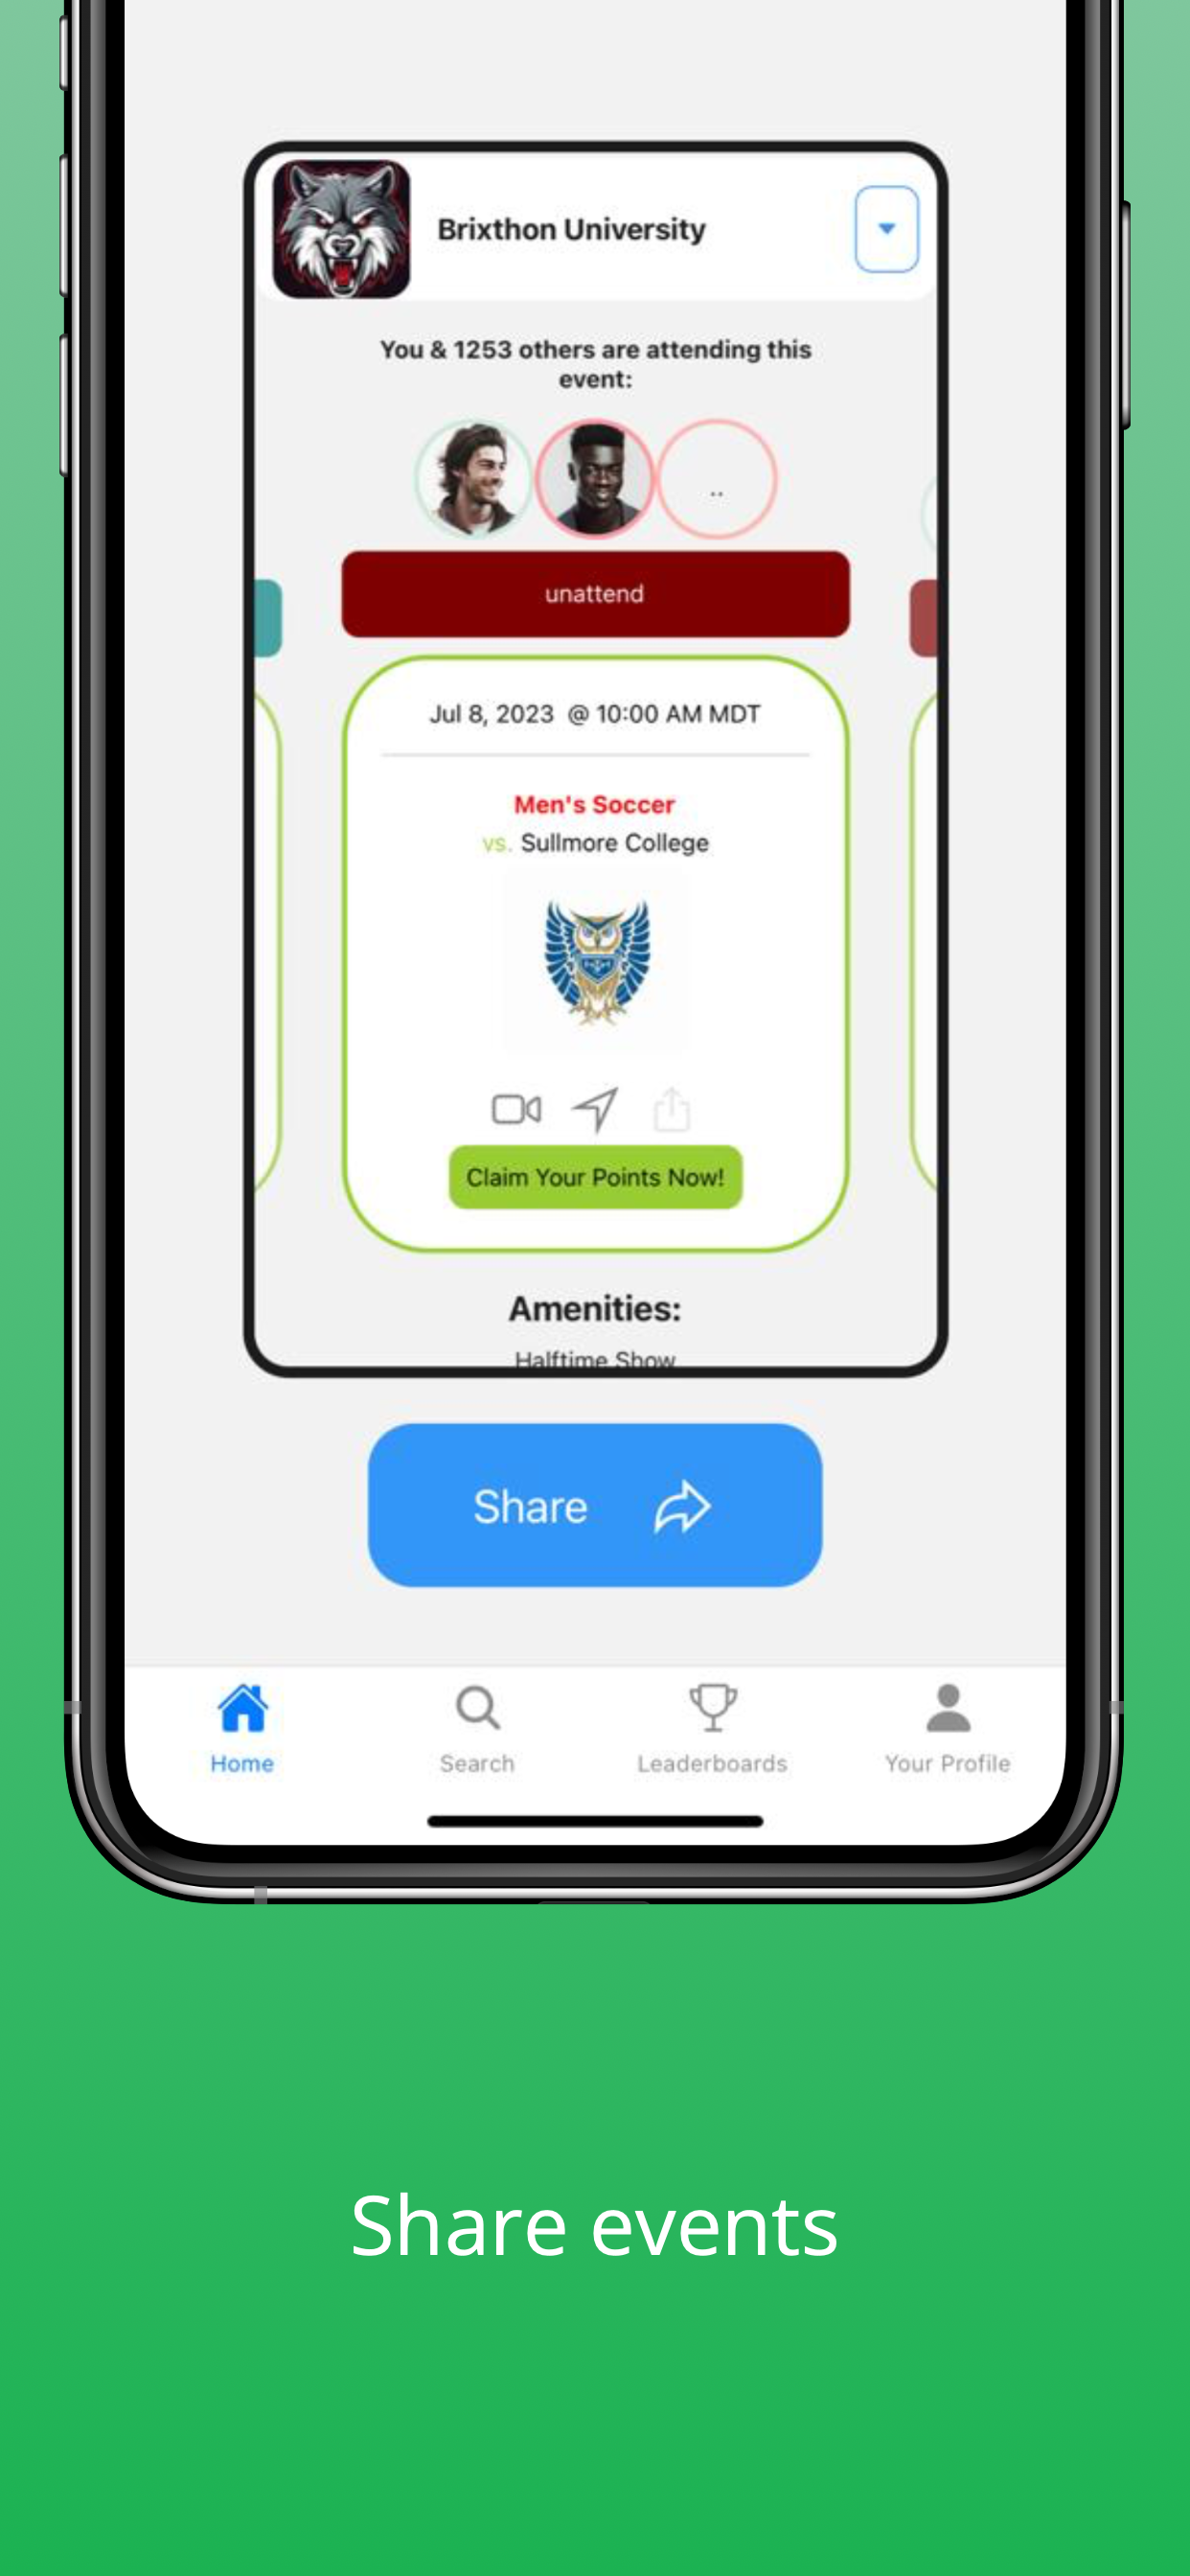 Brixthon University
You & 1253 others are attending this
event:
..
unattend
Jul 8, 2023 @ 10:00 AM MDT
Men's Soccer
vs. Sullmore College
Claim Your Points Now!
Amenities:
Halftime Show
Share
Home
Search
Leaderboards
Your Profile
Share events